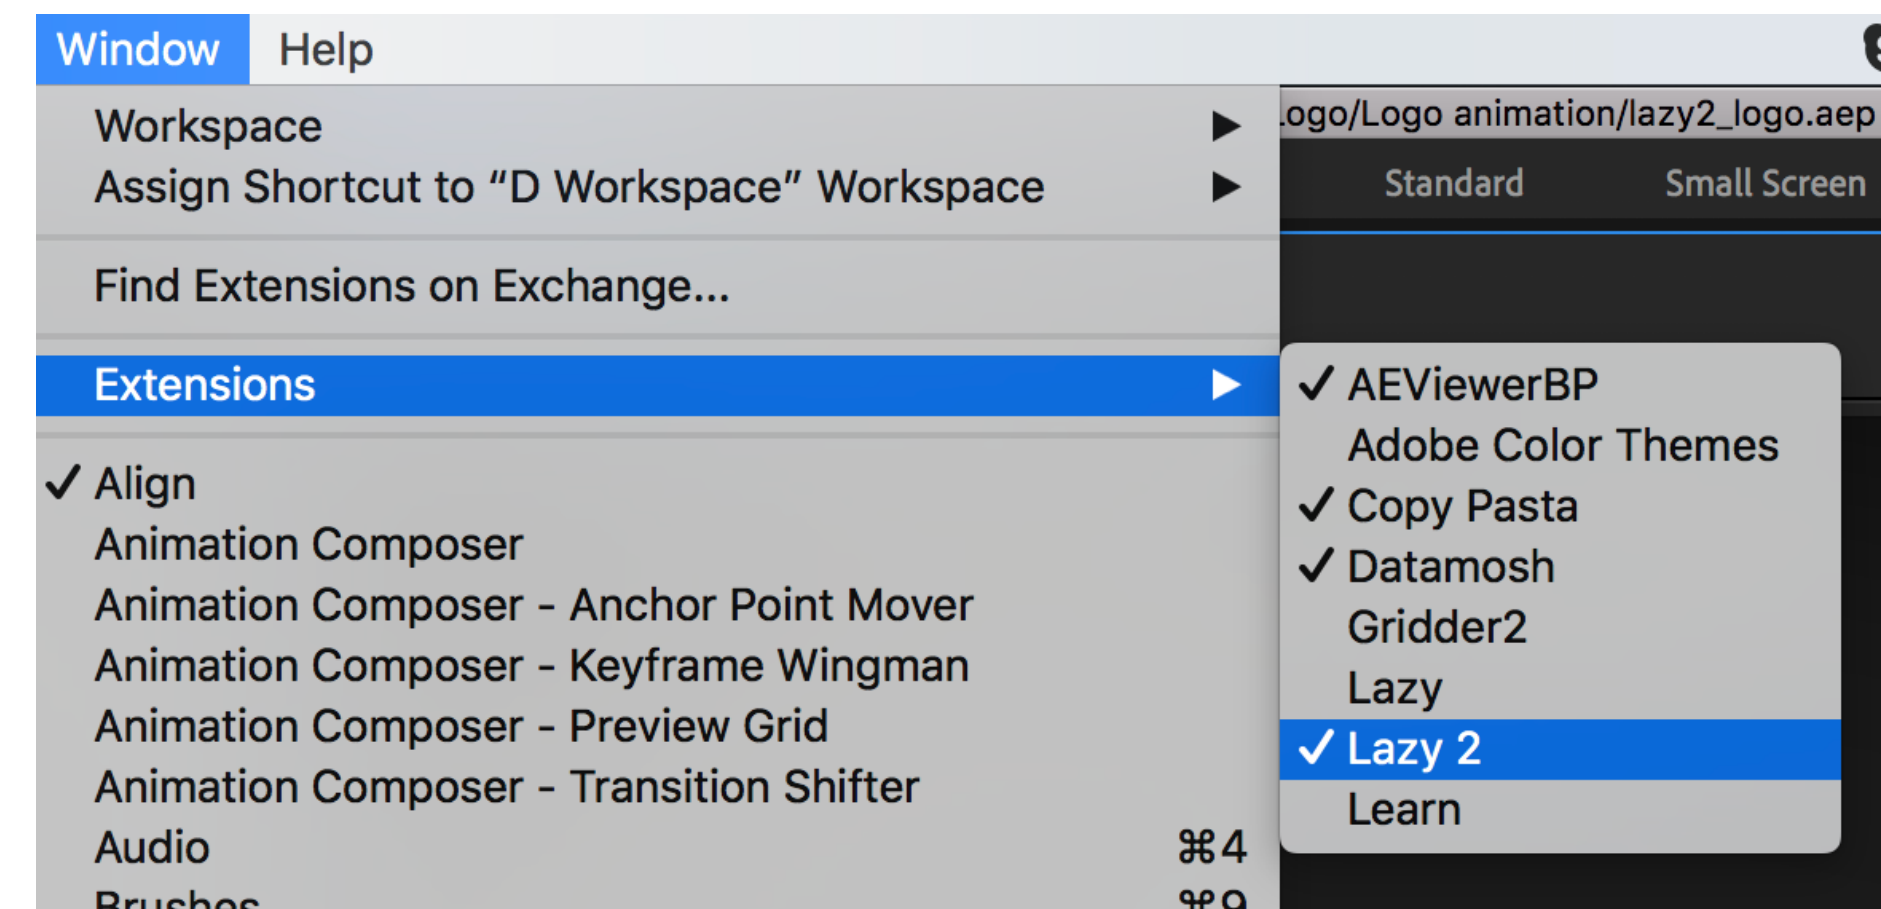 Window Help
Workspace ▶
.ogo/Logo animation/lazy2_logo.aep
Assign Shortcut to “D Workspace” Workspace ▶
Standard Small Screen
Find Extensions on Exchange...
Extensions ▶
✓ AEViewerBP
Adobe Color Themes
✓ Copy Pasta
✓ Datamosh
Gridder2
Lazy
✓ Lazy 2
Learn
✓ Align
Animation Composer
Animation Composer - Anchor Point Mover
Animation Composer - Keyframe Wingman
Animation Composer - Preview Grid
Animation Composer - Transition Shifter
Audio ⌘4
Brushes ⌘9